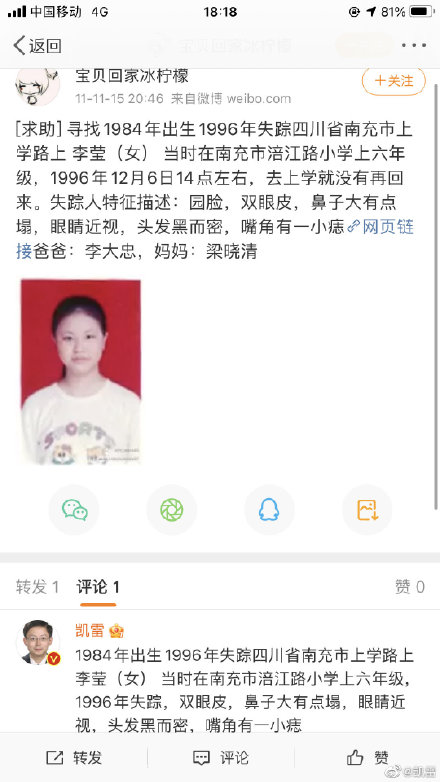 中国移动 4G 18:18 81%
返回 宝贝回家冰柠檬
宝贝回家冰柠檬
+关注
11-11-15 20:46 来自微博 weibo.com
[求助] 寻找1984年出生1996年失踪四川省南充市上
学路上 李莹（女） 当时在南充市涪江路小学上六年
级，1996年12月6日14点左右，去上学就没有再回
来。失踪人特征描述：园脸，双眼皮，鼻子大有点
塌，眼睛近视，头发黑而密，嘴角有一小痣 网页链
接爸爸：李大忠，妈妈：梁晓清
SPORT
转发 1 评论 1 赞 0
凯雷
1984年出生1996年失踪四川省南充市上学路上
李莹（女） 当时在南充市涪江路小学上六年级，
1996年失踪，双眼皮，鼻子大有点塌，眼睛近
视，头发黑而密，嘴角有一小痣
转发 评论 赞
@凯雷